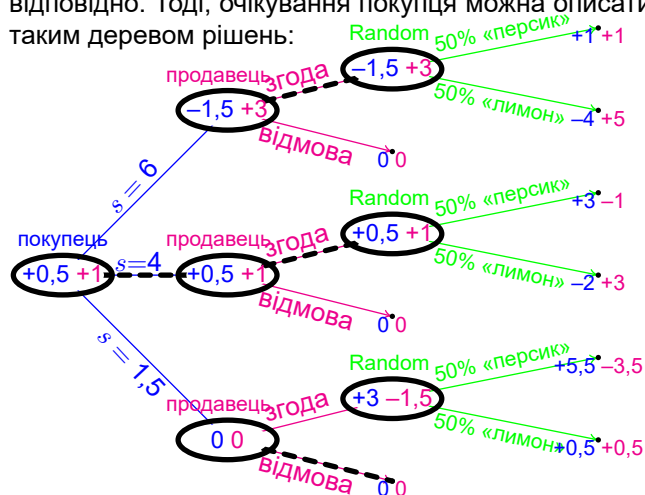 відповідно. Тоді, очікування покупця можна описати
таким деревом рішень:
Random 50% «персик» +1 +1
продавець згода –1,5 +3
–1,5 +3 50% «лимон» –4 +5
відмова 0 0
s = 6
Random 50% «персик» +3 –1
покупець продавець згода +0,5 +1
+0,5 +1 s=4 +0,5 +1 50% «лимон» –2 +3
відмова 0 0
s = 1,5
Random 50% «персик» +5,5 –3,5
продавець згода +3 –1,5
0 0 50% «лимон» +0,5 +0,5
відмова 0 0